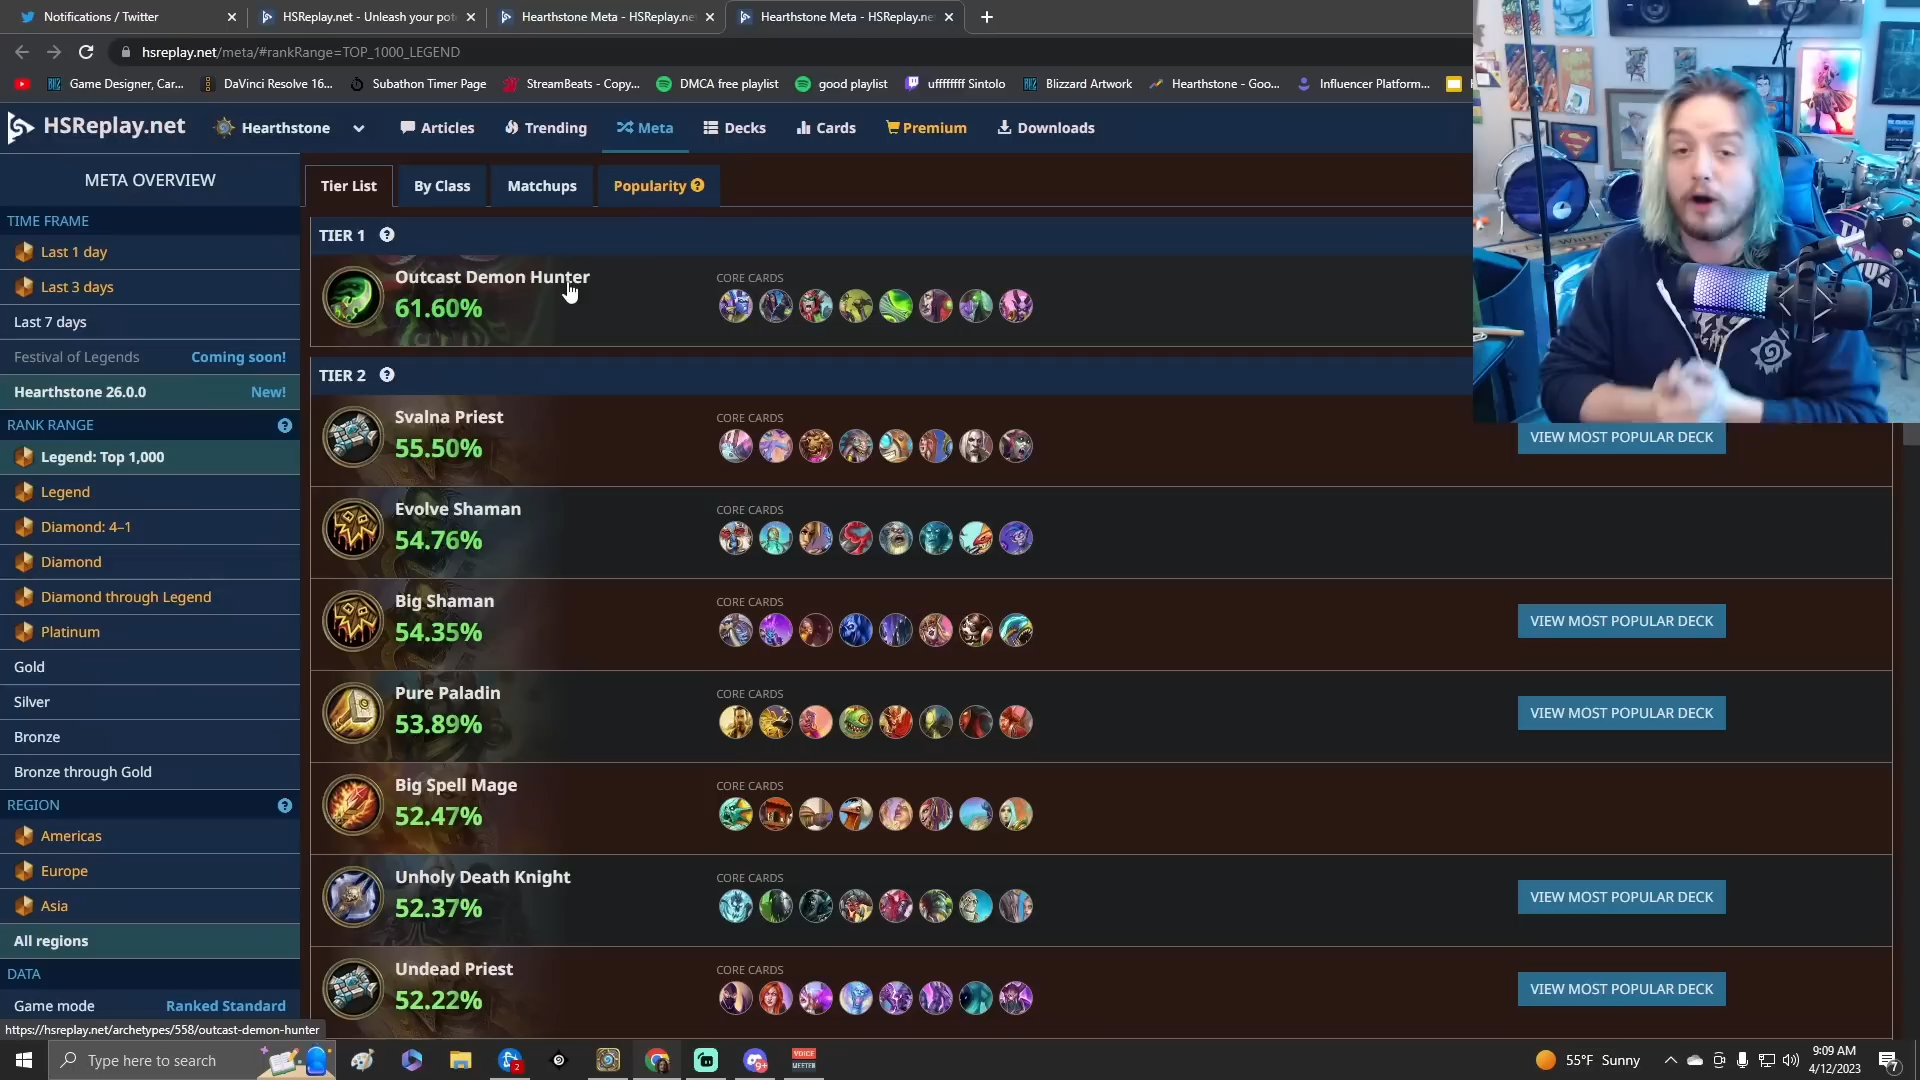 Notifications / Twitter
HSReplay.net - Unleash your pot
Hearthstone Meta - HSReplay.ne
Hearthstone Meta - HSReplay.ne
hsreplay.net/meta/#rankRange=TOP_1000_LEGEND
Game Designer, Car... DaVinci Resolve 16... Subathon Timer Page StreamBeats - Copy... DMCA free playlist good playlist uffffffff Sintolo Blizzard Artwork Hearthstone - Goo... Influencer Platform...
HSReplay.net Hearthstone Articles Trending Meta Decks Cards Premium Downloads
META OVERVIEW
TIME FRAME
Last 1 day
Last 3 days
Last 7 days
Festival of Legends Coming soon!
Hearthstone 26.0.0 New!
RANK RANGE
Legend: Top 1,000
Legend
Diamond: 4–1
Diamond
Diamond through Legend
Platinum
Gold
Silver
Bronze
Bronze through Gold
REGION
Americas
Europe
Asia
All regions
DATA
Game mode Ranked Standard
https://hsreplay.net/archetypes/558/outcast-demon-hunter
Tier List By Class Matchups Popularity
TIER 1
Outcast Demon Hunter
61.60%
CORE CARDS
TIER 2
Svalna Priest
55.50%
CORE CARDS
VIEW MOST POPULAR DECK
Evolve Shaman
54.76%
CORE CARDS
Big Shaman
54.35%
CORE CARDS
VIEW MOST POPULAR DECK
Pure Paladin
53.89%
CORE CARDS
VIEW MOST POPULAR DECK
Big Spell Mage
52.47%
CORE CARDS
Unholy Death Knight
52.37%
CORE CARDS
VIEW MOST POPULAR DECK
Undead Priest
52.22%
CORE CARDS
VIEW MOST POPULAR DECK
Type here to search
2
9+
VOICE
MEETER
55°F Sunny
9:09 AM
4/12/2023
7